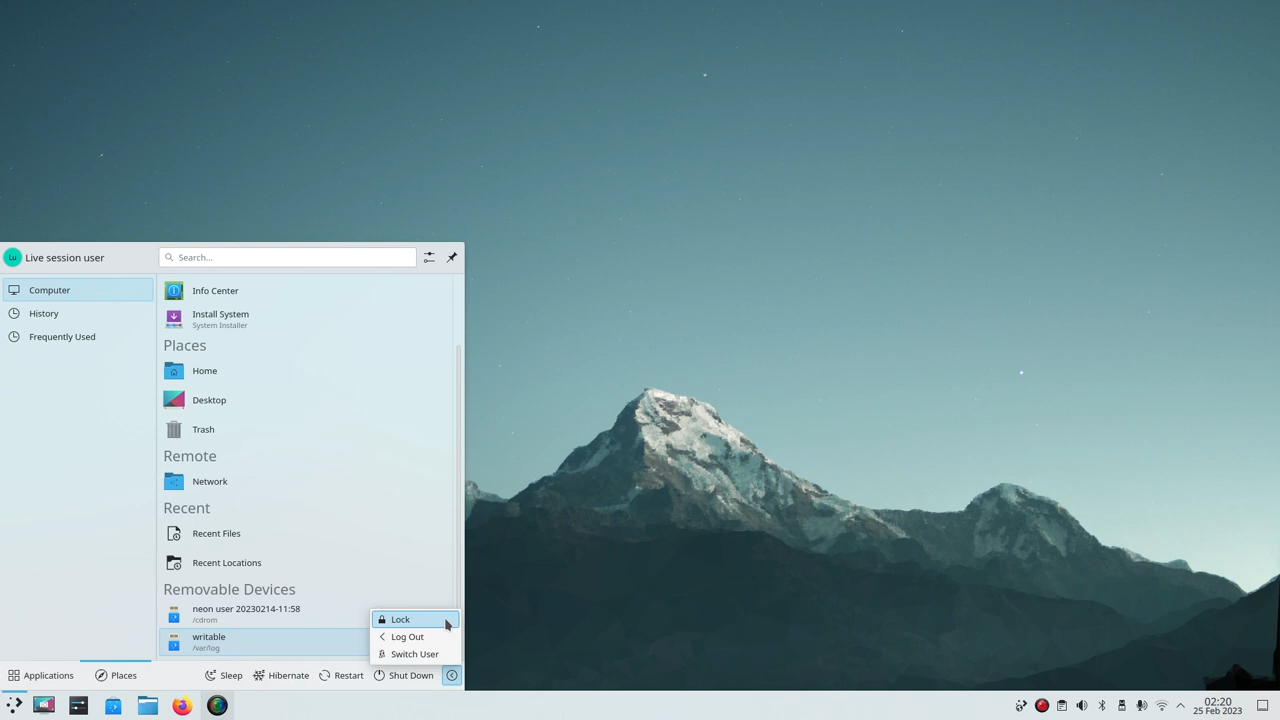 Lu
Live session user
Search...
Computer
History
Frequently Used
Info Center
Install System
System Installer
Places
Home
Desktop
Trash
Remote
Network
Recent
Recent Files
Recent Locations
Removable Devices
neon user 20230214-11:58
/cdrom
writable
/var/log
Lock
Log Out
Switch User
Applications
Places
Sleep
Hibernate
Restart
Shut Down
02:20
25 Feb 2023